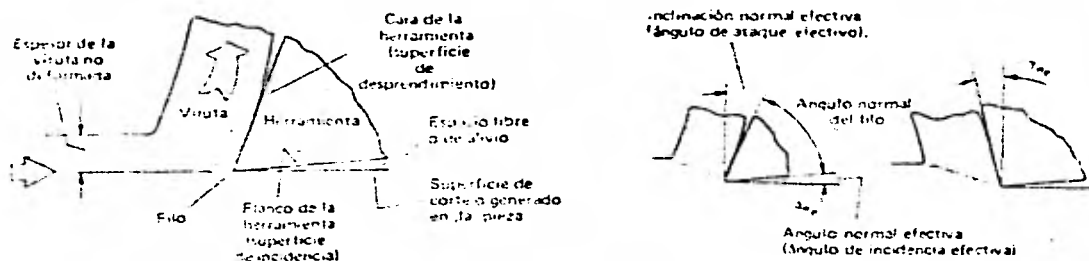 Espesor de la
viruta no
deformada
Viruta
Cara de la
herramienta
(superficie
de
desprendimiento)
Herramienta
Espacio libre
o de alivio
Superficie de
corte o generado
en la pieza
Filo
Flanco de la
herramienta
(superficie
de incidencia)
Inclinación normal efectiva
(ángulo de ataque efectivo).
Angulo normal
del filo
Angulo normal efectiva
(ángulo de incidencia efectiva)